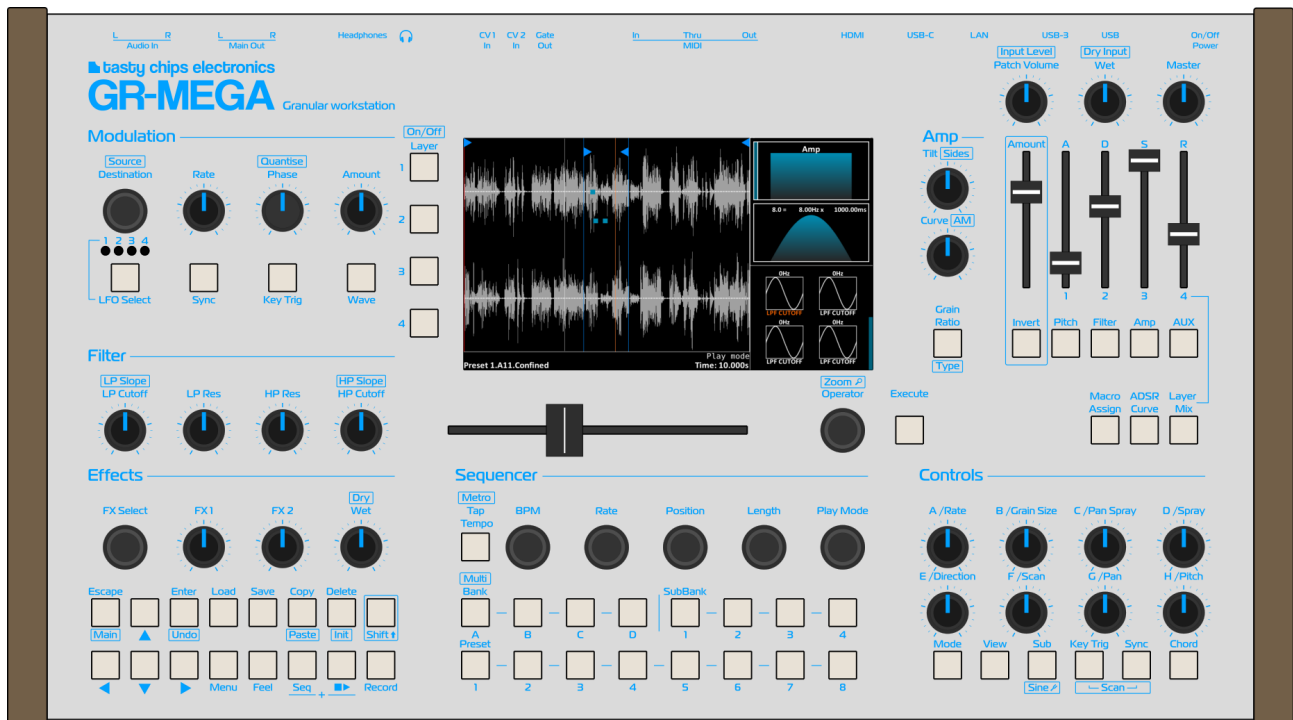 L R L R Headphones CV 1 CV 2 Gate In Thru Out HDMI USB-C LAN USB-3 USB On/Off
Audio In Main Out In In Out MIDI Power
tasty chips electronics
GR-MEGA Granular workstation
Input Level Dry Input
Patch Volume Wet Master
Modulation
On/Off
Layer
Source Quantise
Destination Rate Phase Amount
1
2
3
4
1 2 3 4
LFO Select Sync Key Trig Wave
Amp
8.0 = 8.00Hz x 1000.00ms
0Hz 0Hz
LPF CUTOFF LPF CUTOFF
0Hz 0Hz
LPF CUTOFF LPF CUTOFF
Play mode
Preset 1.A11.Confined Time: 10.000s
Amp
Tilt Sides
Curve AM
Amount A D S R
1 2 3 4
Grain
Ratio
Type
Invert Pitch Filter Amp AUX
Filter
LP Slope HP Slope
LP Cutoff LP Res HP Res HP Cutoff
Zoom
Operator Execute
Macro ADSR Layer
Assign Curve Mix
Effects
Dry
FX Select FX 1 FX 2 Wet
Escape Enter Load Save Copy Delete
Main Undo Paste Init Shift
Menu Feel Seq + Record
Sequencer
Metro
Tap
Tempo
BPM Rate Position Length Play Mode
Multi
Bank SubBank
A B C D 1 2 3 4
Preset
1 2 3 4 5 6 7 8
Controls
A /Rate B /Grain Size C /Pan Spray D /Spray
E /Direction F /Scan G /Pan H /Pitch
Mode View Sub Key Trig Sync Chord
Sine Scan